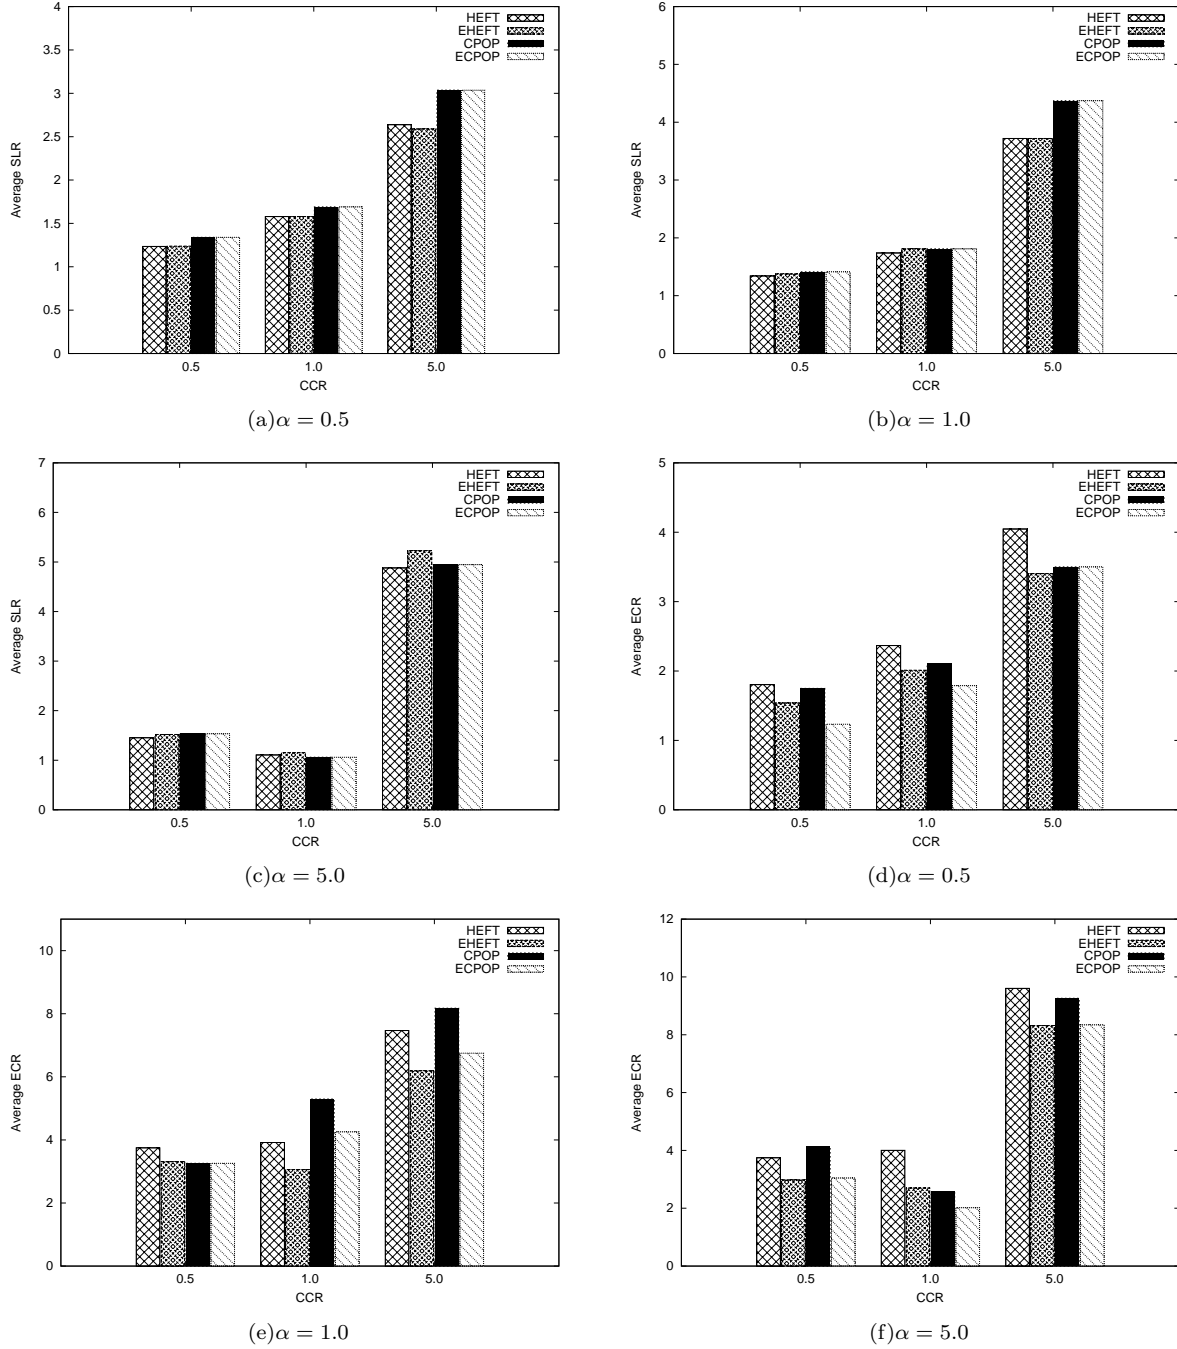 4
3.5
3
2.5
2
1.5
1
0.5
0
Average SLR
HEFT
EHEFT
CPOP
ECPOP
0.5 1.0 5.0
CCR
(a)α = 0.5
6
5
4
3
2
1
0
Average SLR
HEFT
EHEFT
CPOP
ECPOP
0.5 1.0 5.0
CCR
(b)α = 1.0
7
6
5
4
3
2
1
0
Average SLR
HEFT
EHEFT
CPOP
ECPOP
0.5 1.0 5.0
CCR
(c)α = 5.0
5
4
3
2
1
0
Average ECR
HEFT
EHEFT
CPOP
ECPOP
0.5 1.0 5.0
CCR
(d)α = 0.5
10
8
6
4
2
0
Average ECR
HEFT
EHEFT
CPOP
ECPOP
0.5 1.0 5.0
CCR
(e)α = 1.0
12
10
8
6
4
2
0
Average ECR
HEFT
EHEFT
CPOP
ECPOP
0.5 1.0 5.0
CCR
(f)α = 5.0